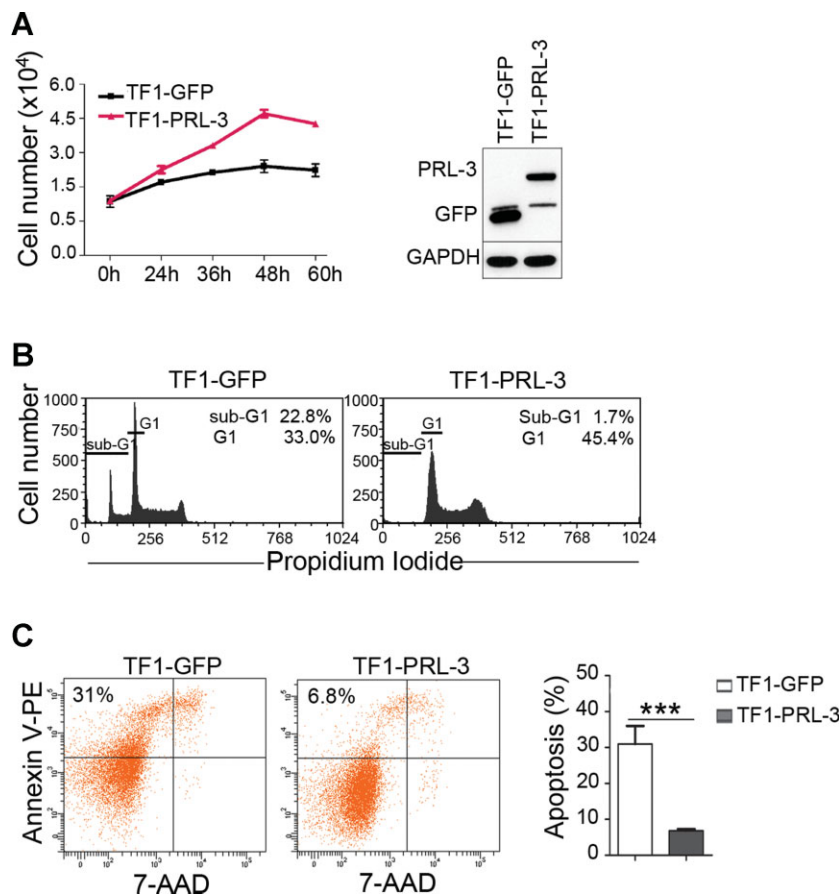 A
Cell number (x10⁴)
6.0
4.5
3.0
1.5
0.5
0.0
0h 24h 36h 48h 60h
TF1-GFP
TF1-PRL-3
TF1-GFP
TF1-PRL-3
PRL-3
GFP
GAPDH
B
TF1-GFP
TF1-PRL-3
Cell number
1000
750
500
250
0
0 256 512 768 1024
sub-G1
G1
sub-G1 22.8%
G1 33.0%
1000
750
500
250
0
0 256 512 768 1024
sub-G1
G1
Sub-G1 1.7%
G1 45.4%
Propidium Iodide
C
TF1-GFP
TF1-PRL-3
Annexin V-PE
31%
6.8%
7-AAD
7-AAD
Apoptosis (%)
50
40
30
20
10
0
***
TF1-GFP
TF1-PRL-3